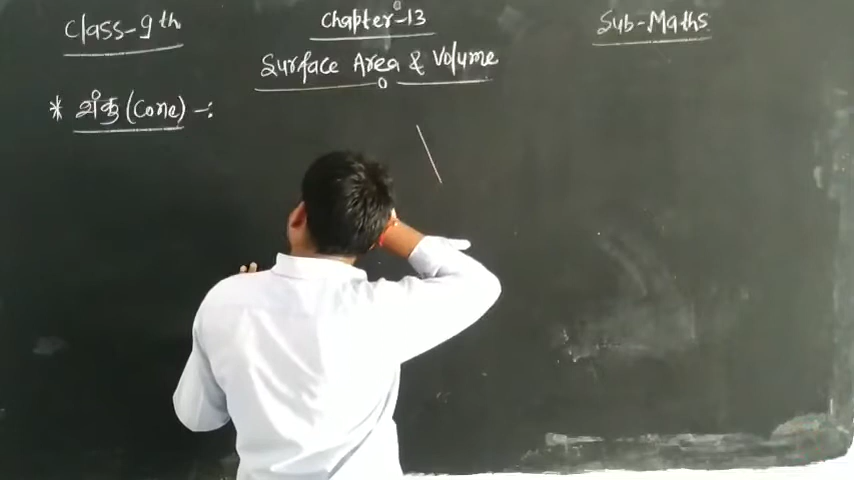 Class-9th Chapter-13 Sub-Maths
Surface Area & Volume
* शंकु (Cone) -: